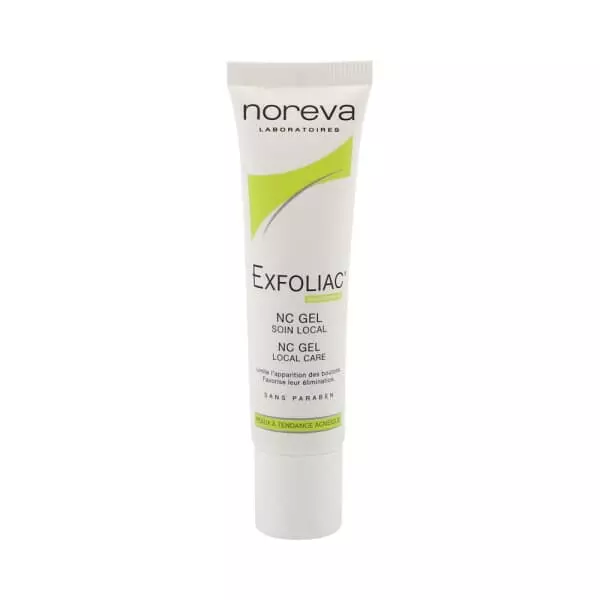 noreva
LABORATOIRES
EXFOLIAC®
NC GEL
SOIN LOCAL
NC GEL
LOCAL CARE
Limite l'apparition des boutons.
Favorise leur élimination.
SANS PARABEN
PEAUX À TENDANCE ACNÉIQUE